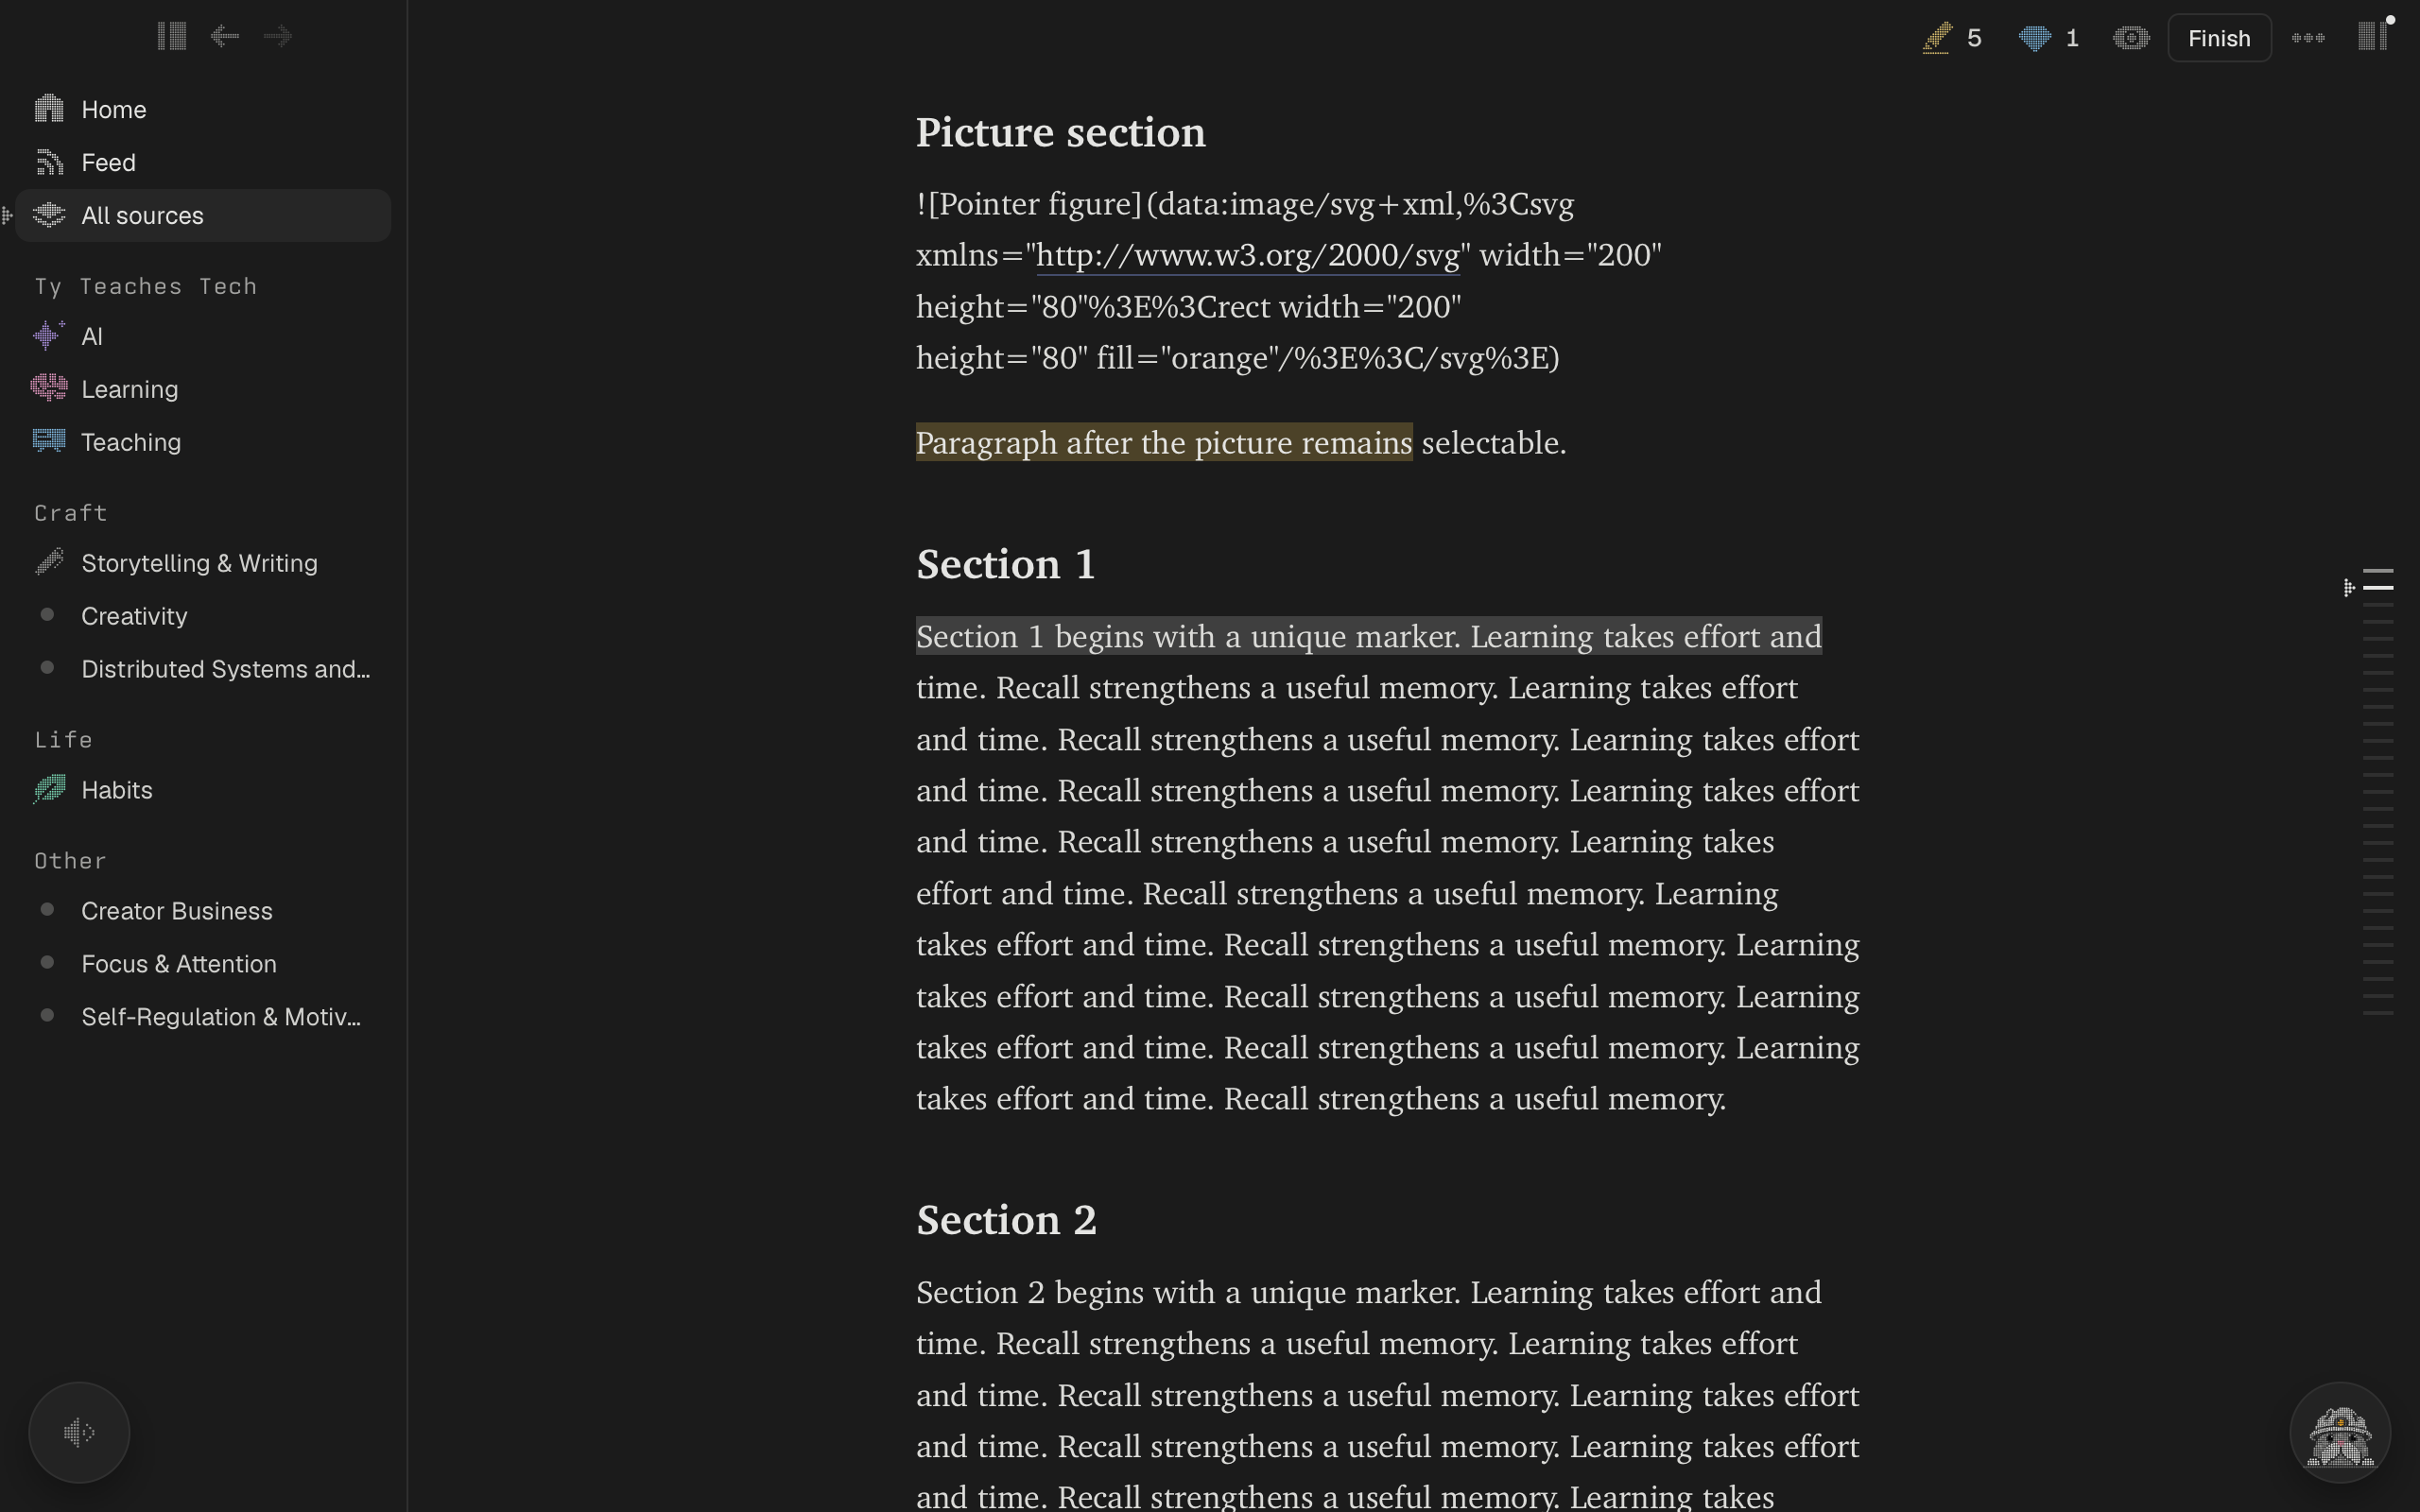 5
1
Finish
Home
Feed
All sources
Ty Teaches Tech
AI
Learning
Teaching
Craft
Storytelling & Writing
Creativity
Distributed Systems and…
Life
Habits
Other
Creator Business
Focus & Attention
Self-Regulation & Motiv…
Picture section
![Pointer figure](data:image/svg+xml,%3Csvg
xmlns="http://www.w3.org/2000/svg" width="200"
height="80"%3E%3Crect width="200"
height="80" fill="orange"/%3E%3C/svg%3E)
Paragraph after the picture remains selectable.
Section 1
Section 1 begins with a unique marker. Learning takes effort and
time. Recall strengthens a useful memory. Learning takes effort
and time. Recall strengthens a useful memory. Learning takes effort
and time. Recall strengthens a useful memory. Learning takes effort
and time. Recall strengthens a useful memory. Learning takes
effort and time. Recall strengthens a useful memory. Learning
takes effort and time. Recall strengthens a useful memory. Learning
takes effort and time. Recall strengthens a useful memory. Learning
takes effort and time. Recall strengthens a useful memory. Learning
takes effort and time. Recall strengthens a useful memory.
Section 2
Section 2 begins with a unique marker. Learning takes effort and
time. Recall strengthens a useful memory. Learning takes effort
and time. Recall strengthens a useful memory. Learning takes effort
and time. Recall strengthens a useful memory. Learning takes effort
and time. Recall strengthens a useful memory. Learning takes